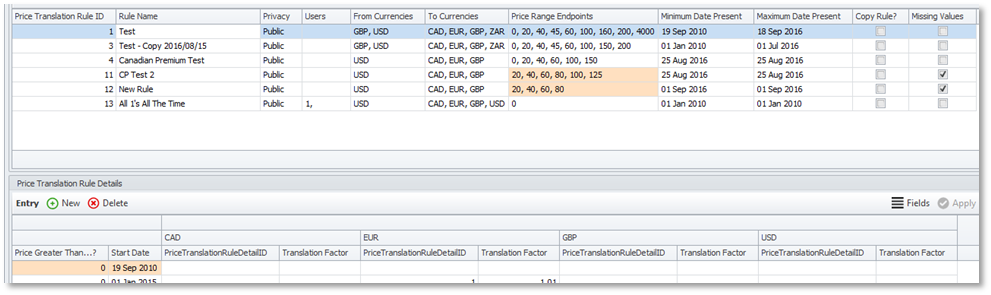 Price Translation Rule ID Rule Name Privacy Users From Currencies To Currencies Price Range Endpoints Minimum Date Present Maximum Date Present Copy Rule? Missing Values
1 Test Public GBP, USD CAD, EUR, GBP, ZAR 0, 20, 40, 45, 60, 100, 160, 200, 4000 19 Sep 2010 18 Sep 2016
3 Test - Copy 2016/08/15 Public GBP, USD CAD, EUR, GBP, ZAR 0, 20, 40, 45, 60, 100, 150, 200 01 Jan 2010 01 Jul 2016
4 Canadian Premium Test Public USD CAD, EUR, GBP 0, 20, 40, 45, 60, 100, 150 25 Aug 2016 25 Aug 2016
11 CP Test 2 Public USD CAD, EUR, GBP 20, 40, 60, 80, 100, 125 25 Aug 2016 25 Aug 2016
12 New Rule Public USD CAD, EUR, GBP 20, 40, 60, 80 01 Sep 2016 01 Sep 2016
13 All 1's All The Time Public 1, USD CAD, EUR, GBP, USD 0 01 Jan 2010 01 Jan 2010
Price Translation Rule Details
Entry New Delete Fields Apply
CAD EUR GBP USD
Price Greater Than...? Start Date PriceTranslationRuleDetailID Translation Factor PriceTranslationRuleDetailID Translation Factor PriceTranslationRuleDetailID Translation Factor PriceTranslationRuleDetailID Translation Factor
0 19 Sep 2010
0 01 Jan 2015 1 1.01